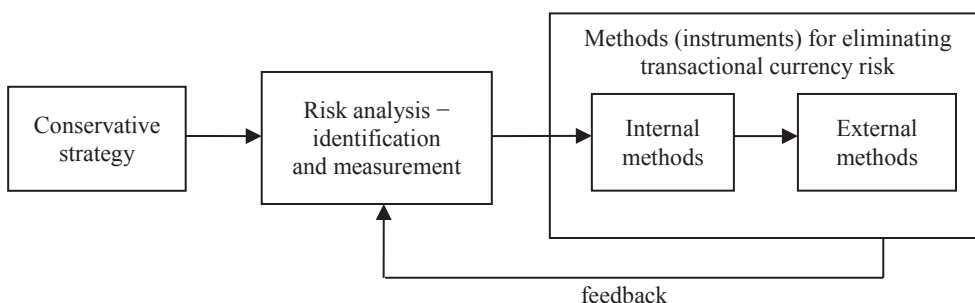 Conservative
strategy
Risk analysis −
identification
and measurement
Methods (instruments) for eliminating
transactional currency risk
Internal
methods
External
methods
feedback